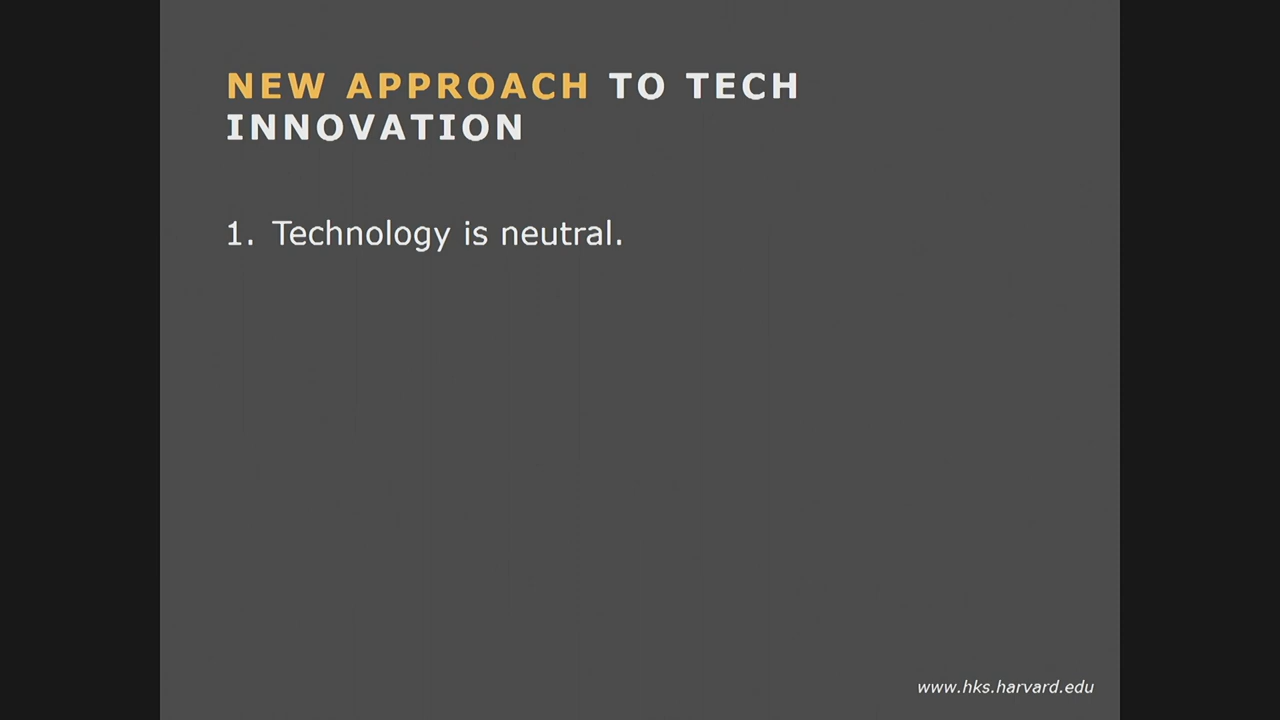 NEW APPROACH TO TECH
INNOVATION
1. Technology is neutral.
www.hks.harvard.edu